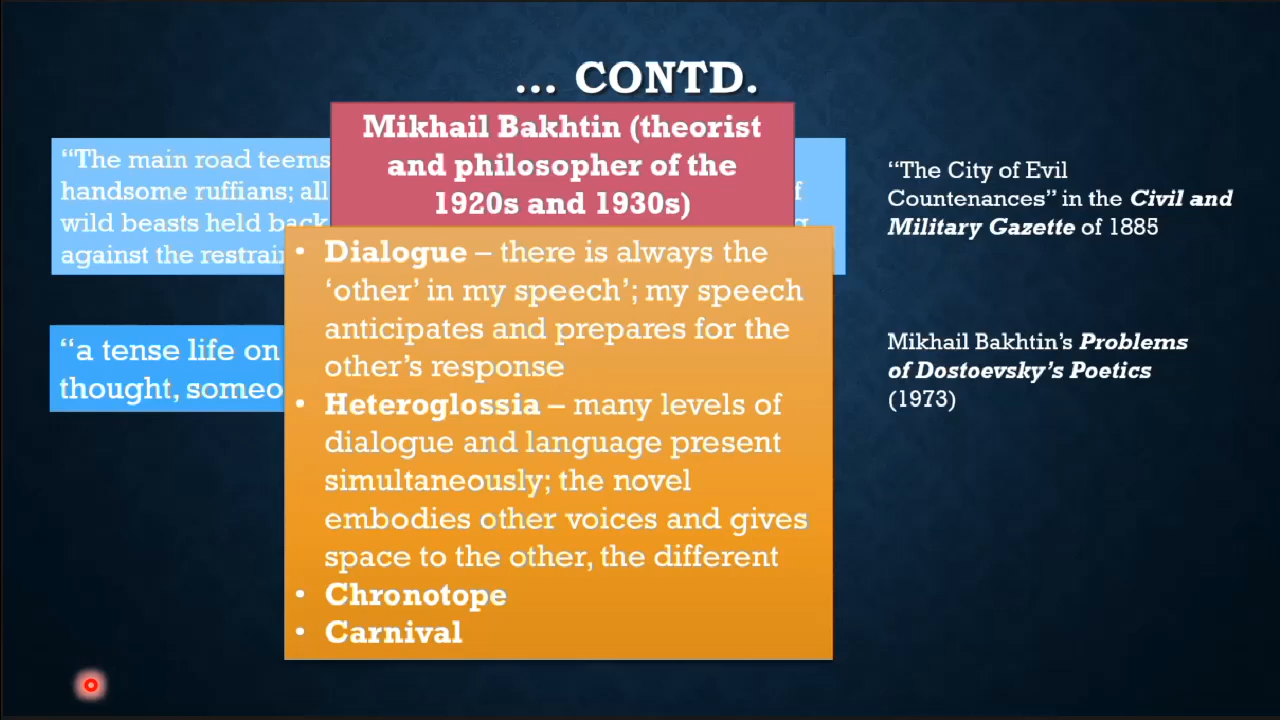 ... CONTD.
Mikhail Bakhtin (theorist
and philosopher of the
1920s and 1930s)
“The main road teems
handsome ruffians; all
wild beasts held back
against the
• Dialogue – there is always the
‘other’ in my speech’; my speech
anticipates and prepares for the
other’s response
• Heteroglossia – many levels of
dialogue and language present
simultaneously; the novel
embodies other voices and gives
space to the other, the different
• Chronotope
• Carnival
“a tense life on
thought,
“The City of Evil
Countenances” in the Civil and
Military Gazette of 1885
Mikhail Bakhtin’s Problems
of Dostoevsky’s Poetics
(1973)